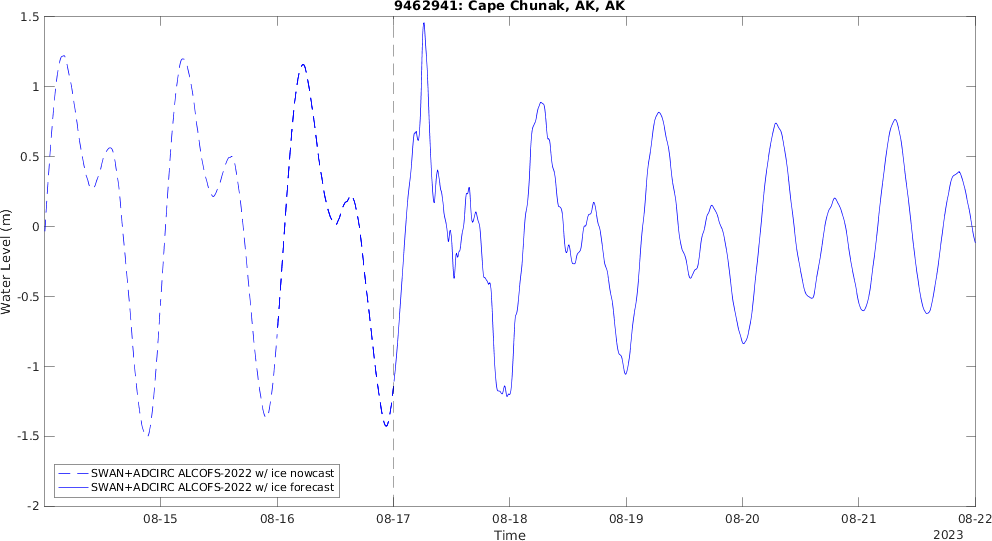 9462941: Cape Chunak, AK, AK
1.5
1
0.5
0
-0.5
-1
-1.5
-2
Water Level (m)
SWAN+ADCIRC ALCOFS-2022 w/ ice nowcast
SWAN+ADCIRC ALCOFS-2022 w/ ice forecast
08-15 08-16 08-17 08-18 08-19 08-20 08-21 08-22
Time
2023